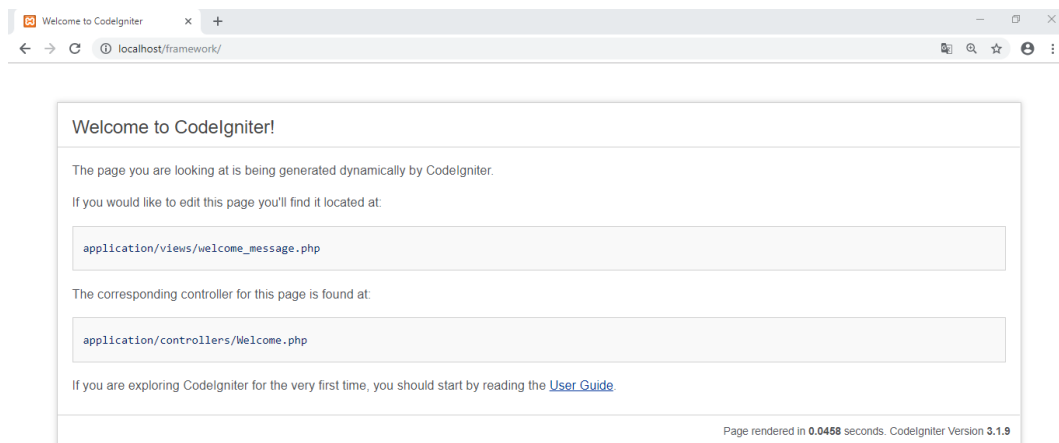 Welcome to CodeIgniter
localhost/framework/
Welcome to CodeIgniter!
The page you are looking at is being generated dynamically by CodeIgniter.
If you would like to edit this page you'll find it located at:
application/views/welcome_message.php
The corresponding controller for this page is found at:
application/controllers/Welcome.php
If you are exploring CodeIgniter for the very first time, you should start by reading the User Guide.
Page rendered in 0.0458 seconds. CodeIgniter Version 3.1.9